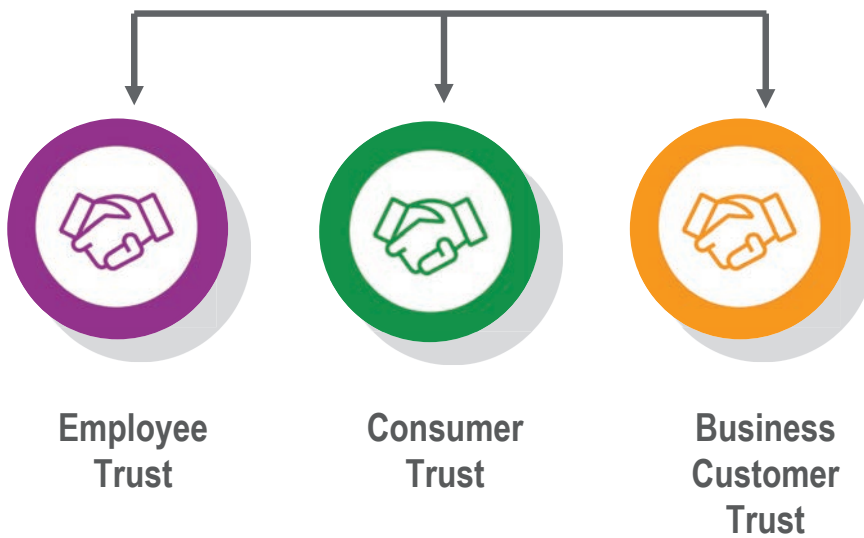 Employee
Trust
Consumer
Trust
Business
Customer
Trust